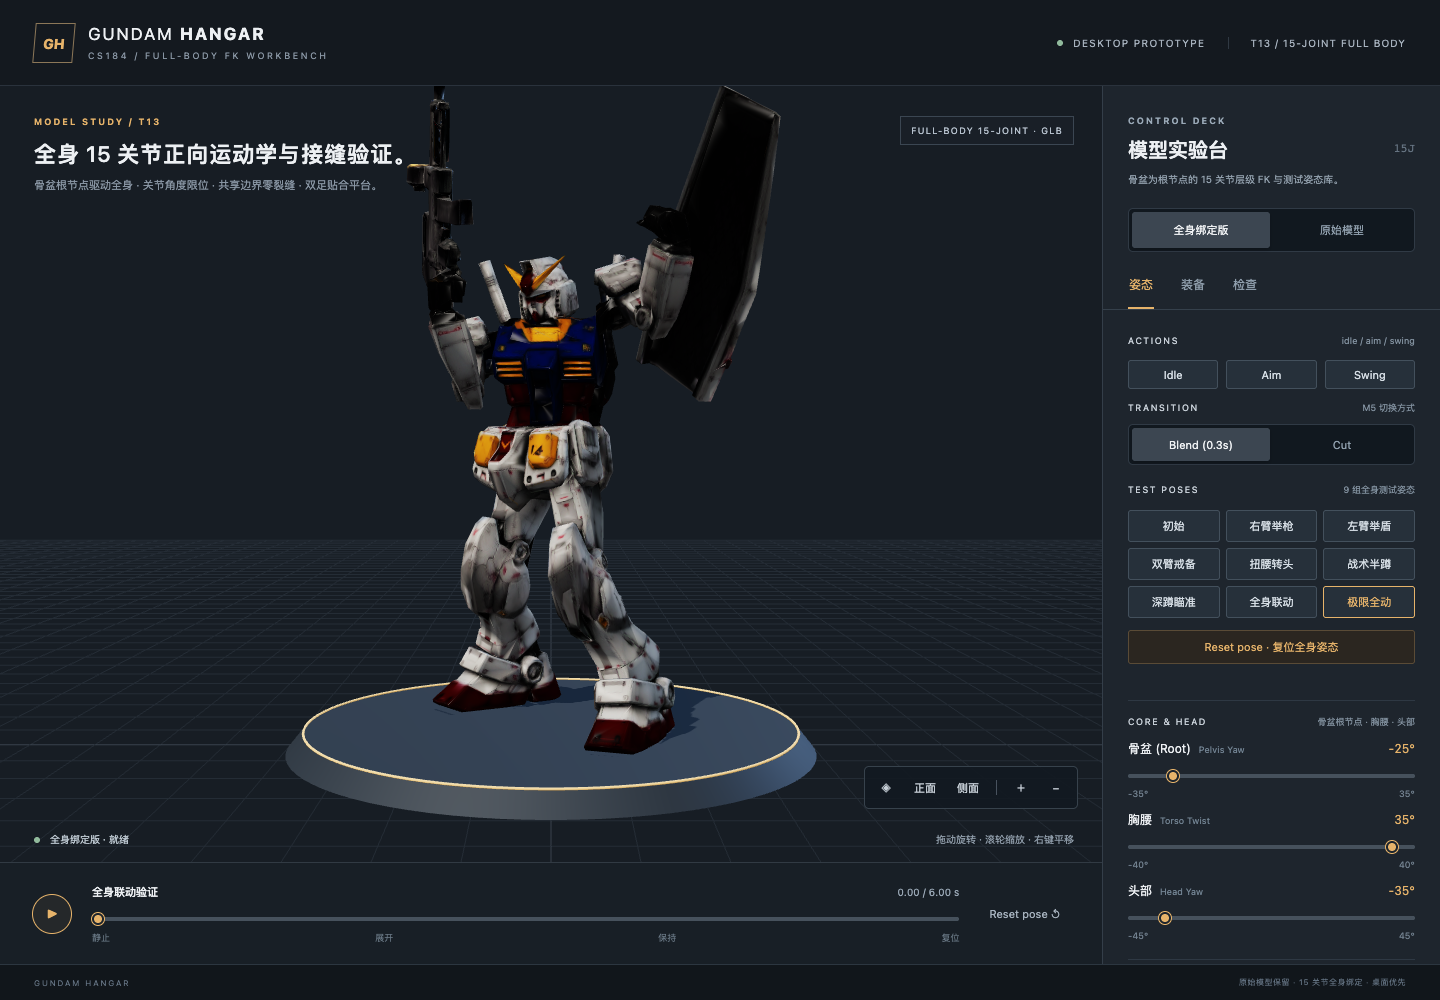 GH
GUNDAM HANGAR
CS184 / FULL-BODY FK WORKBENCH
DESKTOP PROTOTYPE
T13 / 15-JOINT FULL BODY
MODEL STUDY / T13
全身 15 关节正向运动学与接缝验证。
骨盆根节点驱动全身 · 关节角度限位 · 共享边界零裂缝 · 双足贴合平台。
FULL-BODY 15-JOINT · GLB
14
◈ 正面 侧面 + −
全身绑定版 · 就绪
拖动旋转 · 滚轮缩放 · 右键平移
全身联动验证
0.00 / 6.00 s
静止 展开 保持 复位
Reset pose ↺
CONTROL DECK
模型实验台
15J
骨盆为根节点的 15 关节层级 FK 与测试姿态库。
全身绑定版 原始模型
姿态 装备 检查
ACTIONS
idle / aim / swing
Idle Aim Swing
TRANSITION
M5 切换方式
Blend (0.3s) Cut
TEST POSES
9 组全身测试姿态
初始 右臂举枪 左臂举盾
双臂戒备 扭腰转头 战术半蹲
深蹲瞄准 全身联动 极限全动
Reset pose · 复位全身姿态
CORE & HEAD
骨盆根节点 · 胸腰 · 头部
骨盆 (Root) Pelvis Yaw -25°
-35° 35°
胸腰 Torso Twist 35°
-40° 40°
头部 Head Yaw -35°
-45° 45°
GUNDAM HANGAR
原始模型保留 · 15 关节全身绑定 · 桌面优先